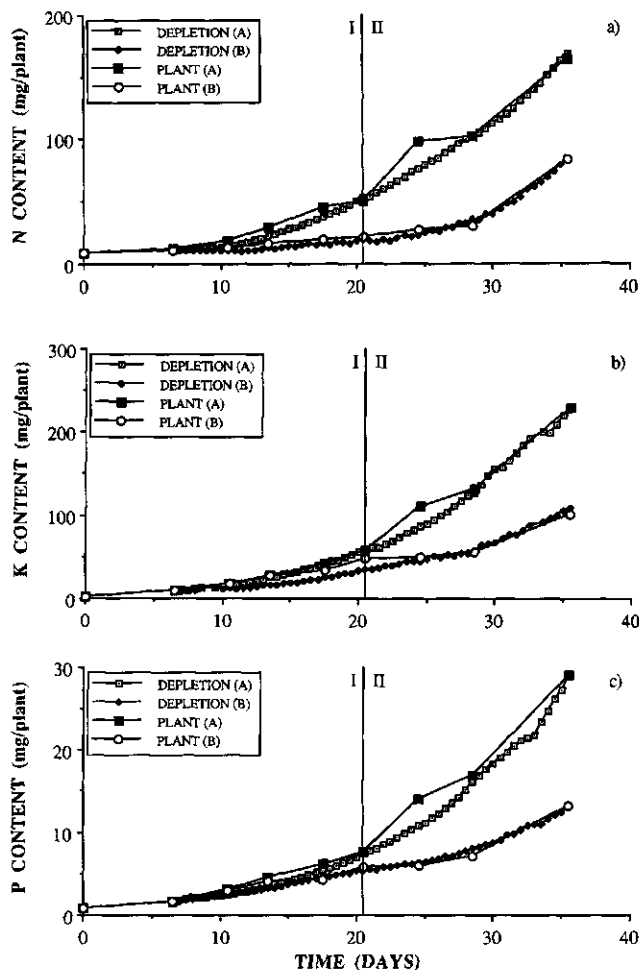 200
I II
a)
DEPLETION (A)
DEPLETION (B)
PLANT (A)
PLANT (B)
100
0
N CONTENT (mg/plant)
0 10 20 30 40
300
I II
b)
DEPLETION (A)
DEPLETION (B)
PLANT (A)
PLANT (B)
200
100
0
K CONTENT (mg/plant)
0 10 20 30 40
30
I II
c)
DEPLETION (A)
DEPLETION (B)
PLANT (A)
PLANT (B)
20
10
0
P CONTENT (mg/plant)
0 10 20 30 40
TIME (DAYS)